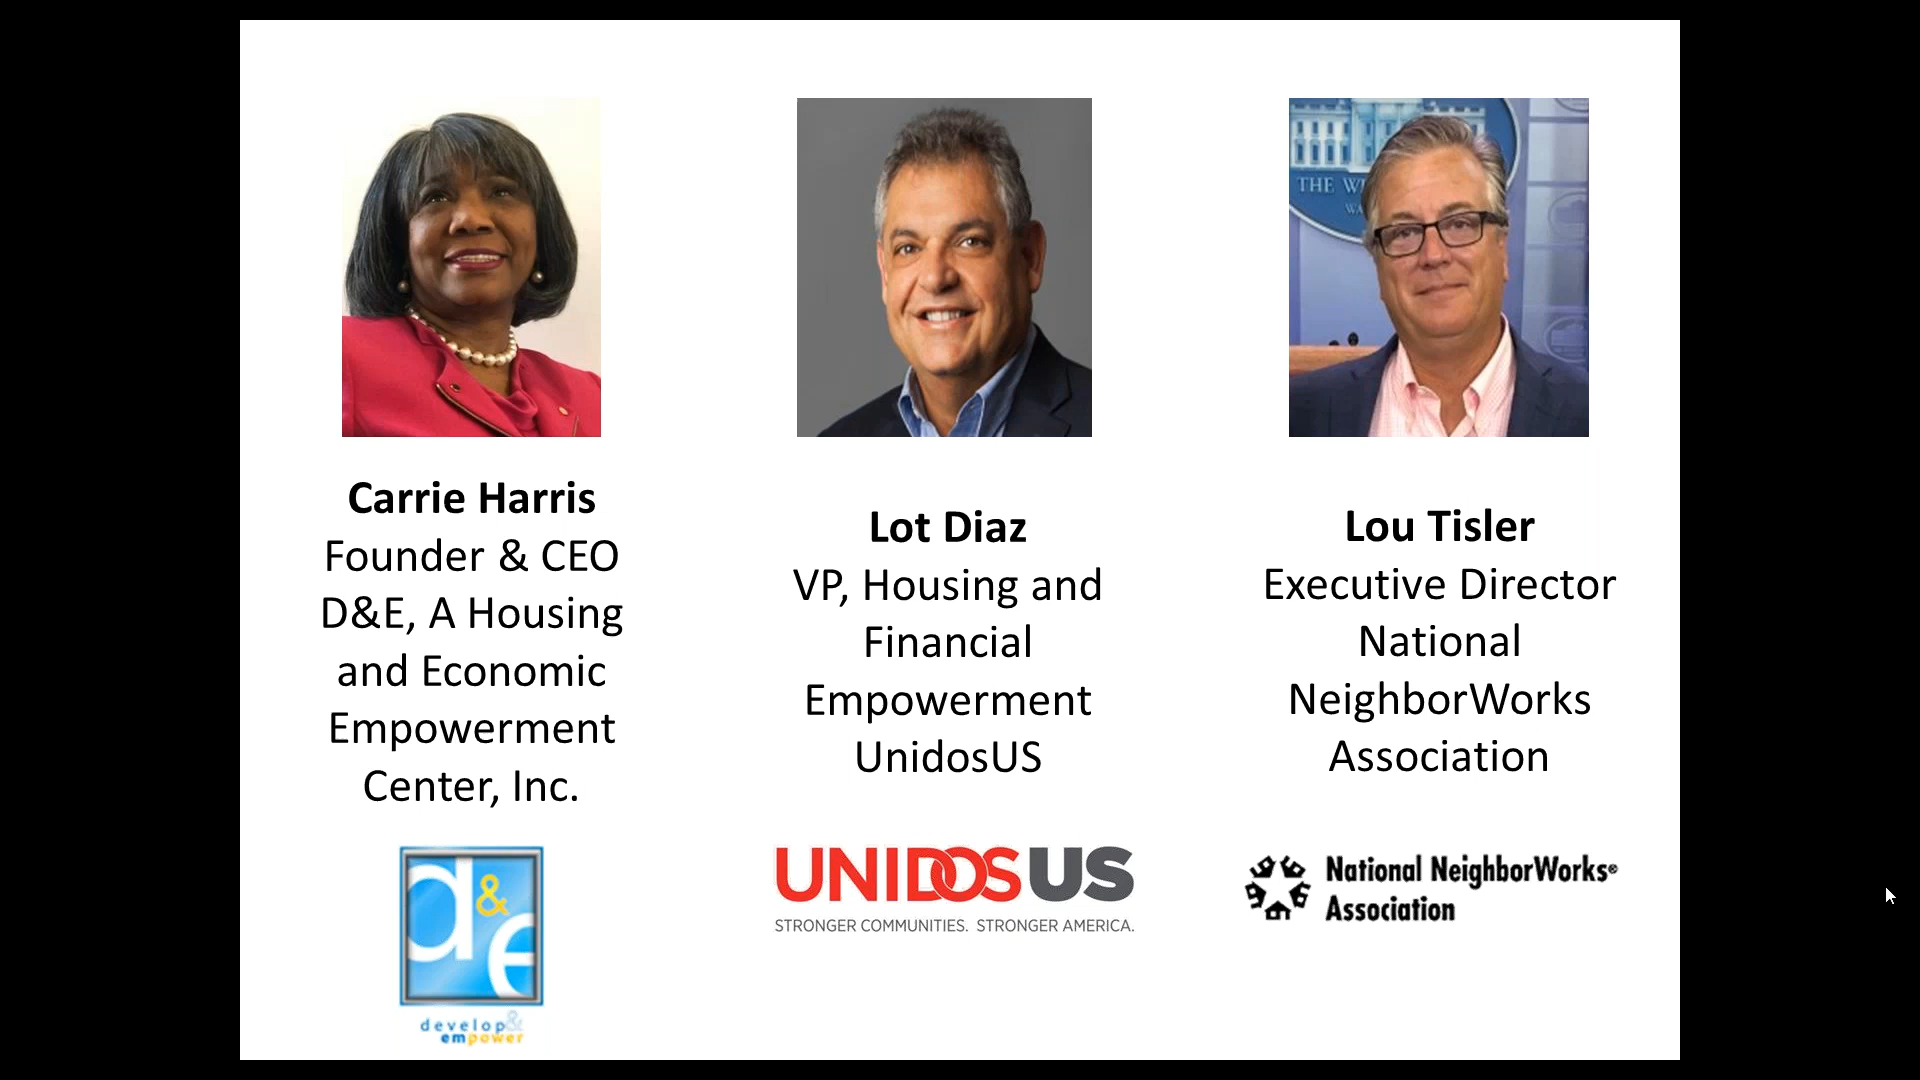 THE W
WA
Carrie Harris
Founder & CEO
D&E, A Housing
and Economic
Empowerment
Center, Inc.
d&e
develop&
empower
Lot Diaz
VP, Housing and
Financial
Empowerment
UnidosUS
UNIDOSUS
STRONGER COMMUNITIES. STRONGER AMERICA.
Lou Tisler
Executive Director
National
NeighborWorks
Association
National NeighborWorks®
Association